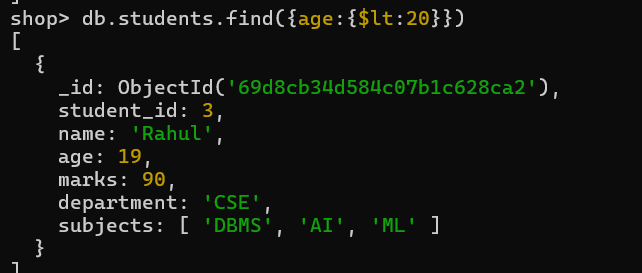 ]
shop> db.students.find({age:{$lt:20}})
[
  {
    _id: ObjectId('69d8cb34d584c07b1c628ca2'),
    student_id: 3,
    name: 'Rahul',
    age: 19,
    marks: 90,
    department: 'CSE',
    subjects: [ 'DBMS', 'AI', 'ML' ]
  }
]